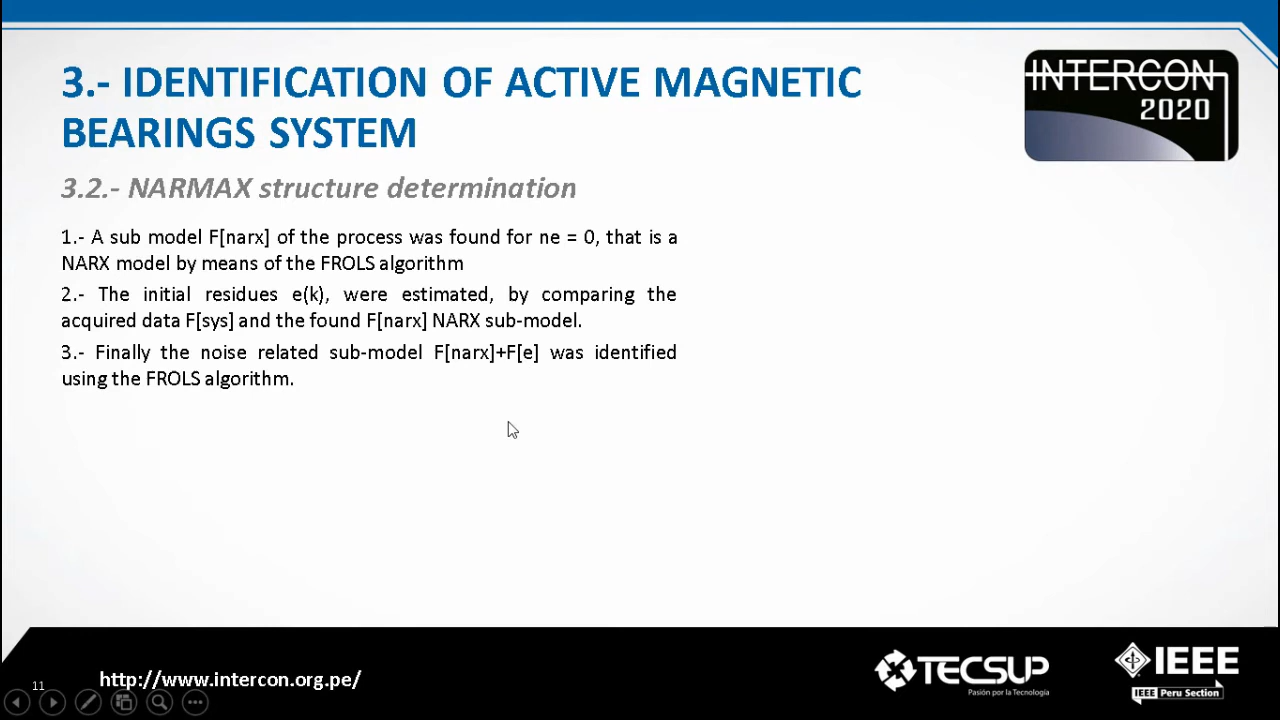 3.- IDENTIFICATION OF ACTIVE MAGNETIC
BEARINGS SYSTEM
INTERCON
2020
3.2.- NARMAX structure determination
1.- A sub model F[narx] of the process was found for ne = 0, that is a
NARX model by means of the FROLS algorithm
2.- The initial residues e(k), were estimated, by comparing the
acquired data F[sys] and the found F[narx] NARX sub-model.
3.- Finally the noise related sub-model F[narx]+F[e] was identified
using the FROLS algorithm.
11
http://www.intercon.org.pe/
TECSUP
Pasión por la Tecnología
IEEE
IEEE Peru Section